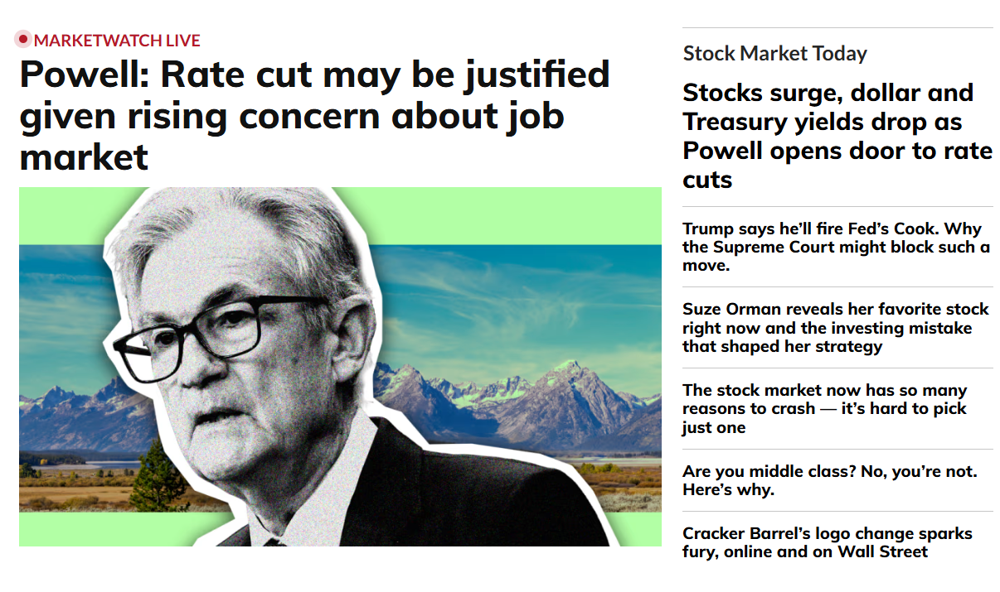 MARKETWATCH LIVE
Powell: Rate cut may be justified
given rising concern about job
market
Stock Market Today
Stocks surge, dollar and
Treasury yields drop as
Powell opens door to rate
cuts
Trump says he’ll fire Fed’s Cook. Why
the Supreme Court might block such a
move.
Suze Orman reveals her favorite stock
right now and the investing mistake
that shaped her strategy
The stock market now has so many
reasons to crash — it’s hard to pick
just one
Are you middle class? No, you’re not.
Here’s why.
Cracker Barrel’s logo change sparks
fury, online and on Wall Street